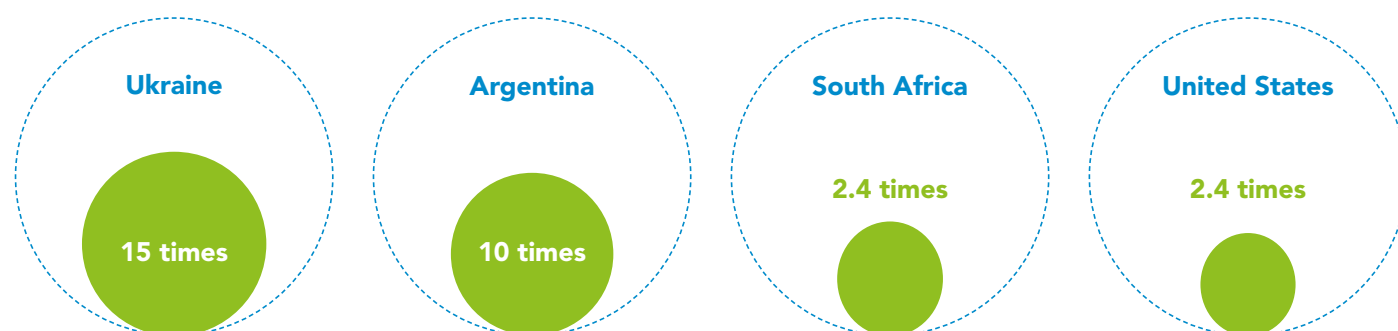 Ukraine
15 times
Argentina
10 times
South Africa
2.4 times
United States
2.4 times